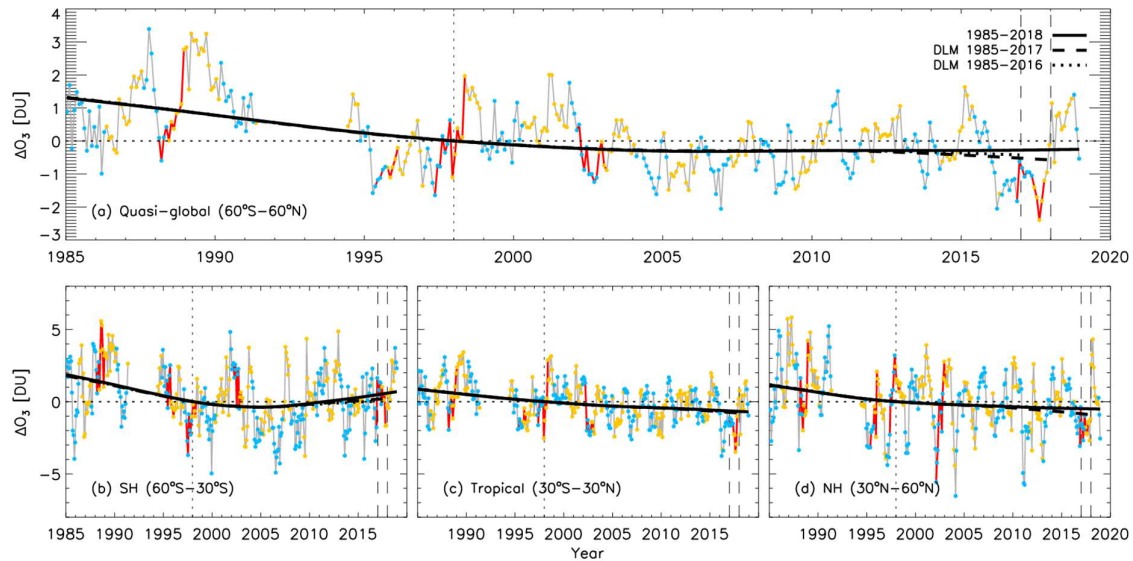 4
3
2
1
0
−1
−2
−3
ΔO₃ [DU]
1985−2018
DLM 1985−2017
DLM 1985−2016
(a) Quasi−global (60°S−60°N)
1985 1990 1995 2000 2005 2010 2015 2020
5
0
−5
ΔO₃ [DU]
(b) SH (60°S−30°S)
(c) Tropical (30°S−30°N)
(d) NH (30°N−60°N)
1985 1990 1995 2000 2005 2010 2015
1990 1995 2000 2005 2010 2015
1990 1995 2000 2005 2010 2015
Year